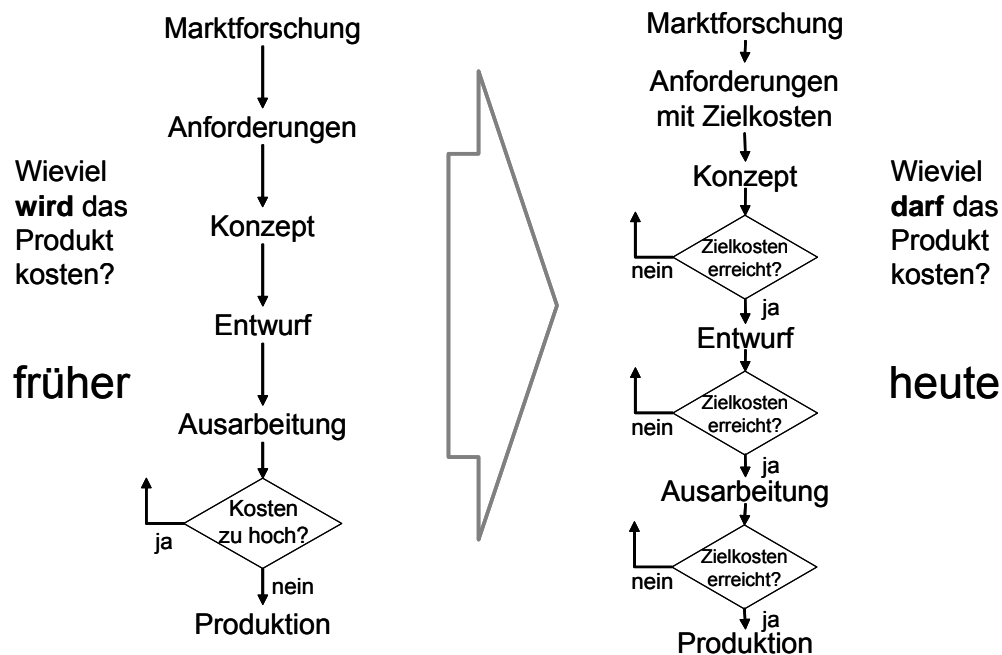 Marktforschung
Anforderungen
Wieviel
wird das
Produkt
kosten?
Konzept
Entwurf
früher
Ausarbeitung
Kosten
zu hoch?
ja
nein
Produktion
Marktforschung
Anforderungen
mit Zielkosten
Konzept
Wieviel
darf das
Produkt
kosten?
Zielkosten
erreicht?
nein
ja
Entwurf
heute
Zielkosten
erreicht?
nein
ja
Ausarbeitung
Zielkosten
erreicht?
nein
ja
Produktion